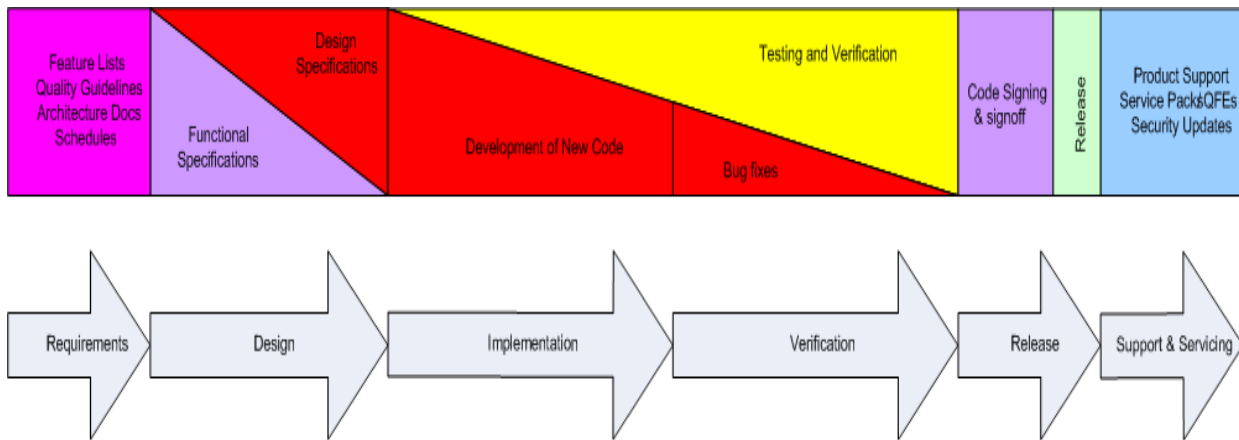 Feature Lists
Quality Guidelines
Architecture Docs
Schedules
Functional
Specifications
Design
Specifications
Development of New Code
Testing and Verification
Bug fixes
Code Signing
& signoff
Release
Product Support
Service Packs\QFEs
Security Updates
Requirements
Design
Implementation
Verification
Release
Support & Servicing